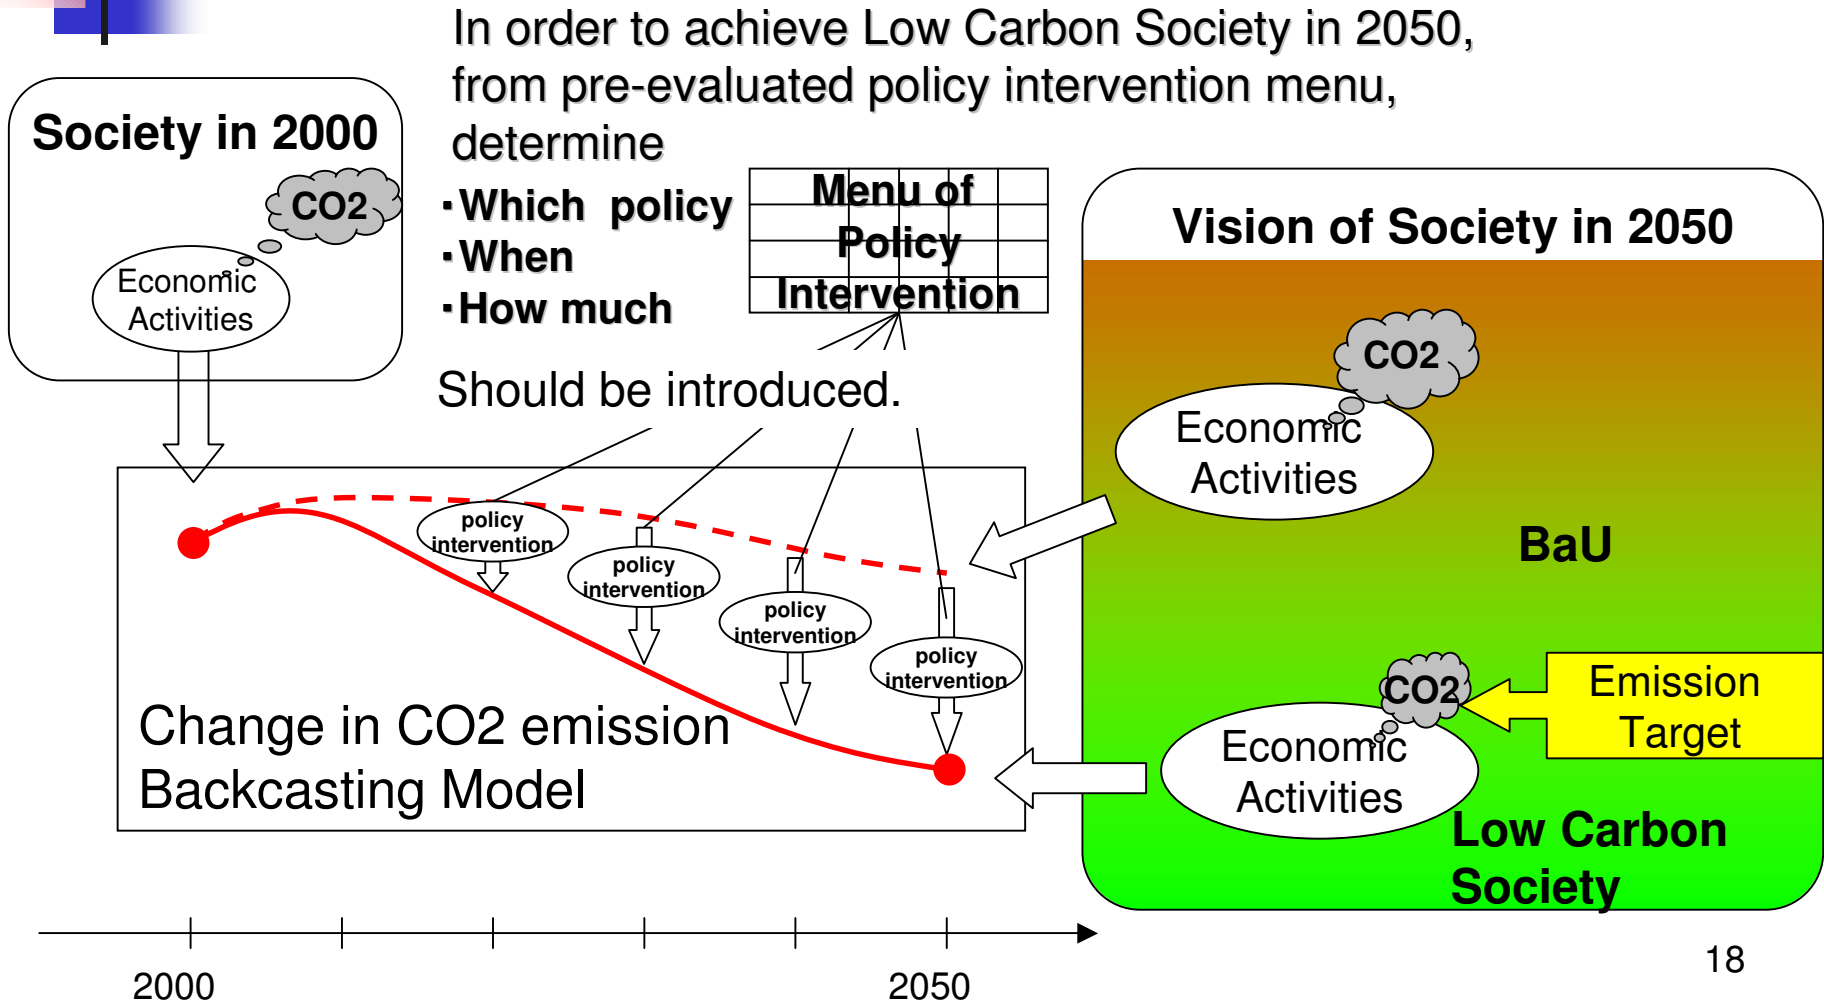 In order to achieve Low Carbon Society in 2050,
from pre-evaluated policy intervention menu,
determine
・Which policy
・When
・How much
Should be introduced.
Menu of
Policy
Intervention
Society in 2000
CO2
Economic
Activities
Vision of Society in 2050
CO2
Economic
Activities
BaU
CO2
Emission
Target
Economic
Activities
Low Carbon
Society
policy
intervention
policy
intervention
policy
intervention
policy
intervention
Change in CO2 emission
Backcasting Model
2000
2050
18